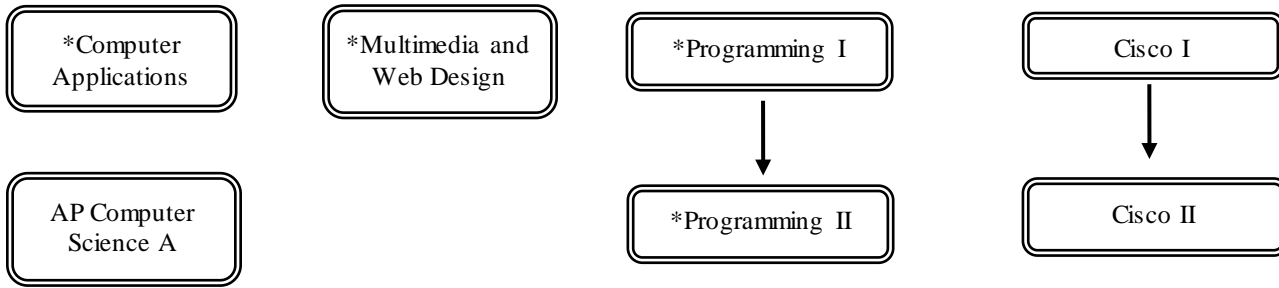 *Computer
Applications
*Multimedia and
Web Design
*Programming I
Cisco I
AP Computer
Science A
*Programming II
Cisco II